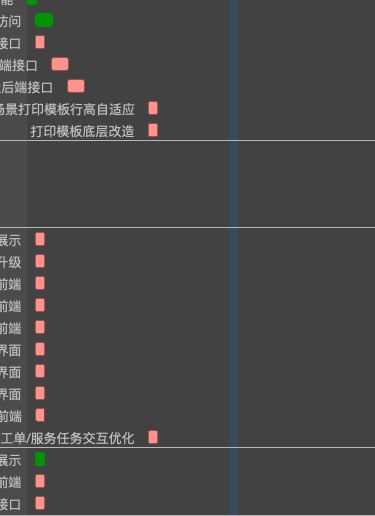 能
访问
接口
端接口
后端接口
场景打印模板行高自适应
打印模板底层改造
展示
升级
前端
前端
前端
界面
界面
界面
前端
工单/服务任务交互优化
展示
前端
接口